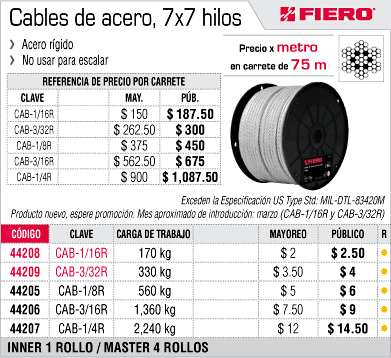 Cables de acero, 7x7 hilos
FIERO
Acero rígido
No usar para escalar
Precio x metro
en carrete de 75 m
REFERENCIA DE PRECIO POR CARRETE
CLAVE MAY. PÚB.
CAB-1/16R $ 150 $ 187.50
CAB-3/32R $ 262.50 $ 300
CAB-1/8R $ 375 $ 450
CAB-3/16R $ 562.50 $ 675
CAB-1/4R $ 900 $ 1,087.50
FIERO
Exceden la Especificación US Type Std: MIL-DTL-83420M
Producto nuevo, espere promoción. Mes aproximado de introducción: marzo (CAB-1/16R y CAB-3/32R)
CÓDIGO CLAVE CARGA DE TRABAJO MAYOREO PÚBLICO R
44208 CAB-1/16R 170 kg $ 2 $ 2.50
44209 CAB-3/32R 330 kg $ 3.50 $ 4
44205 CAB-1/8R 560 kg $ 5 $ 6
44206 CAB-3/16R 1,360 kg $ 7.50 $ 9
44207 CAB-1/4R 2,240 kg $ 12 $ 14.50
INNER 1 ROLLO / MASTER 4 ROLLOS